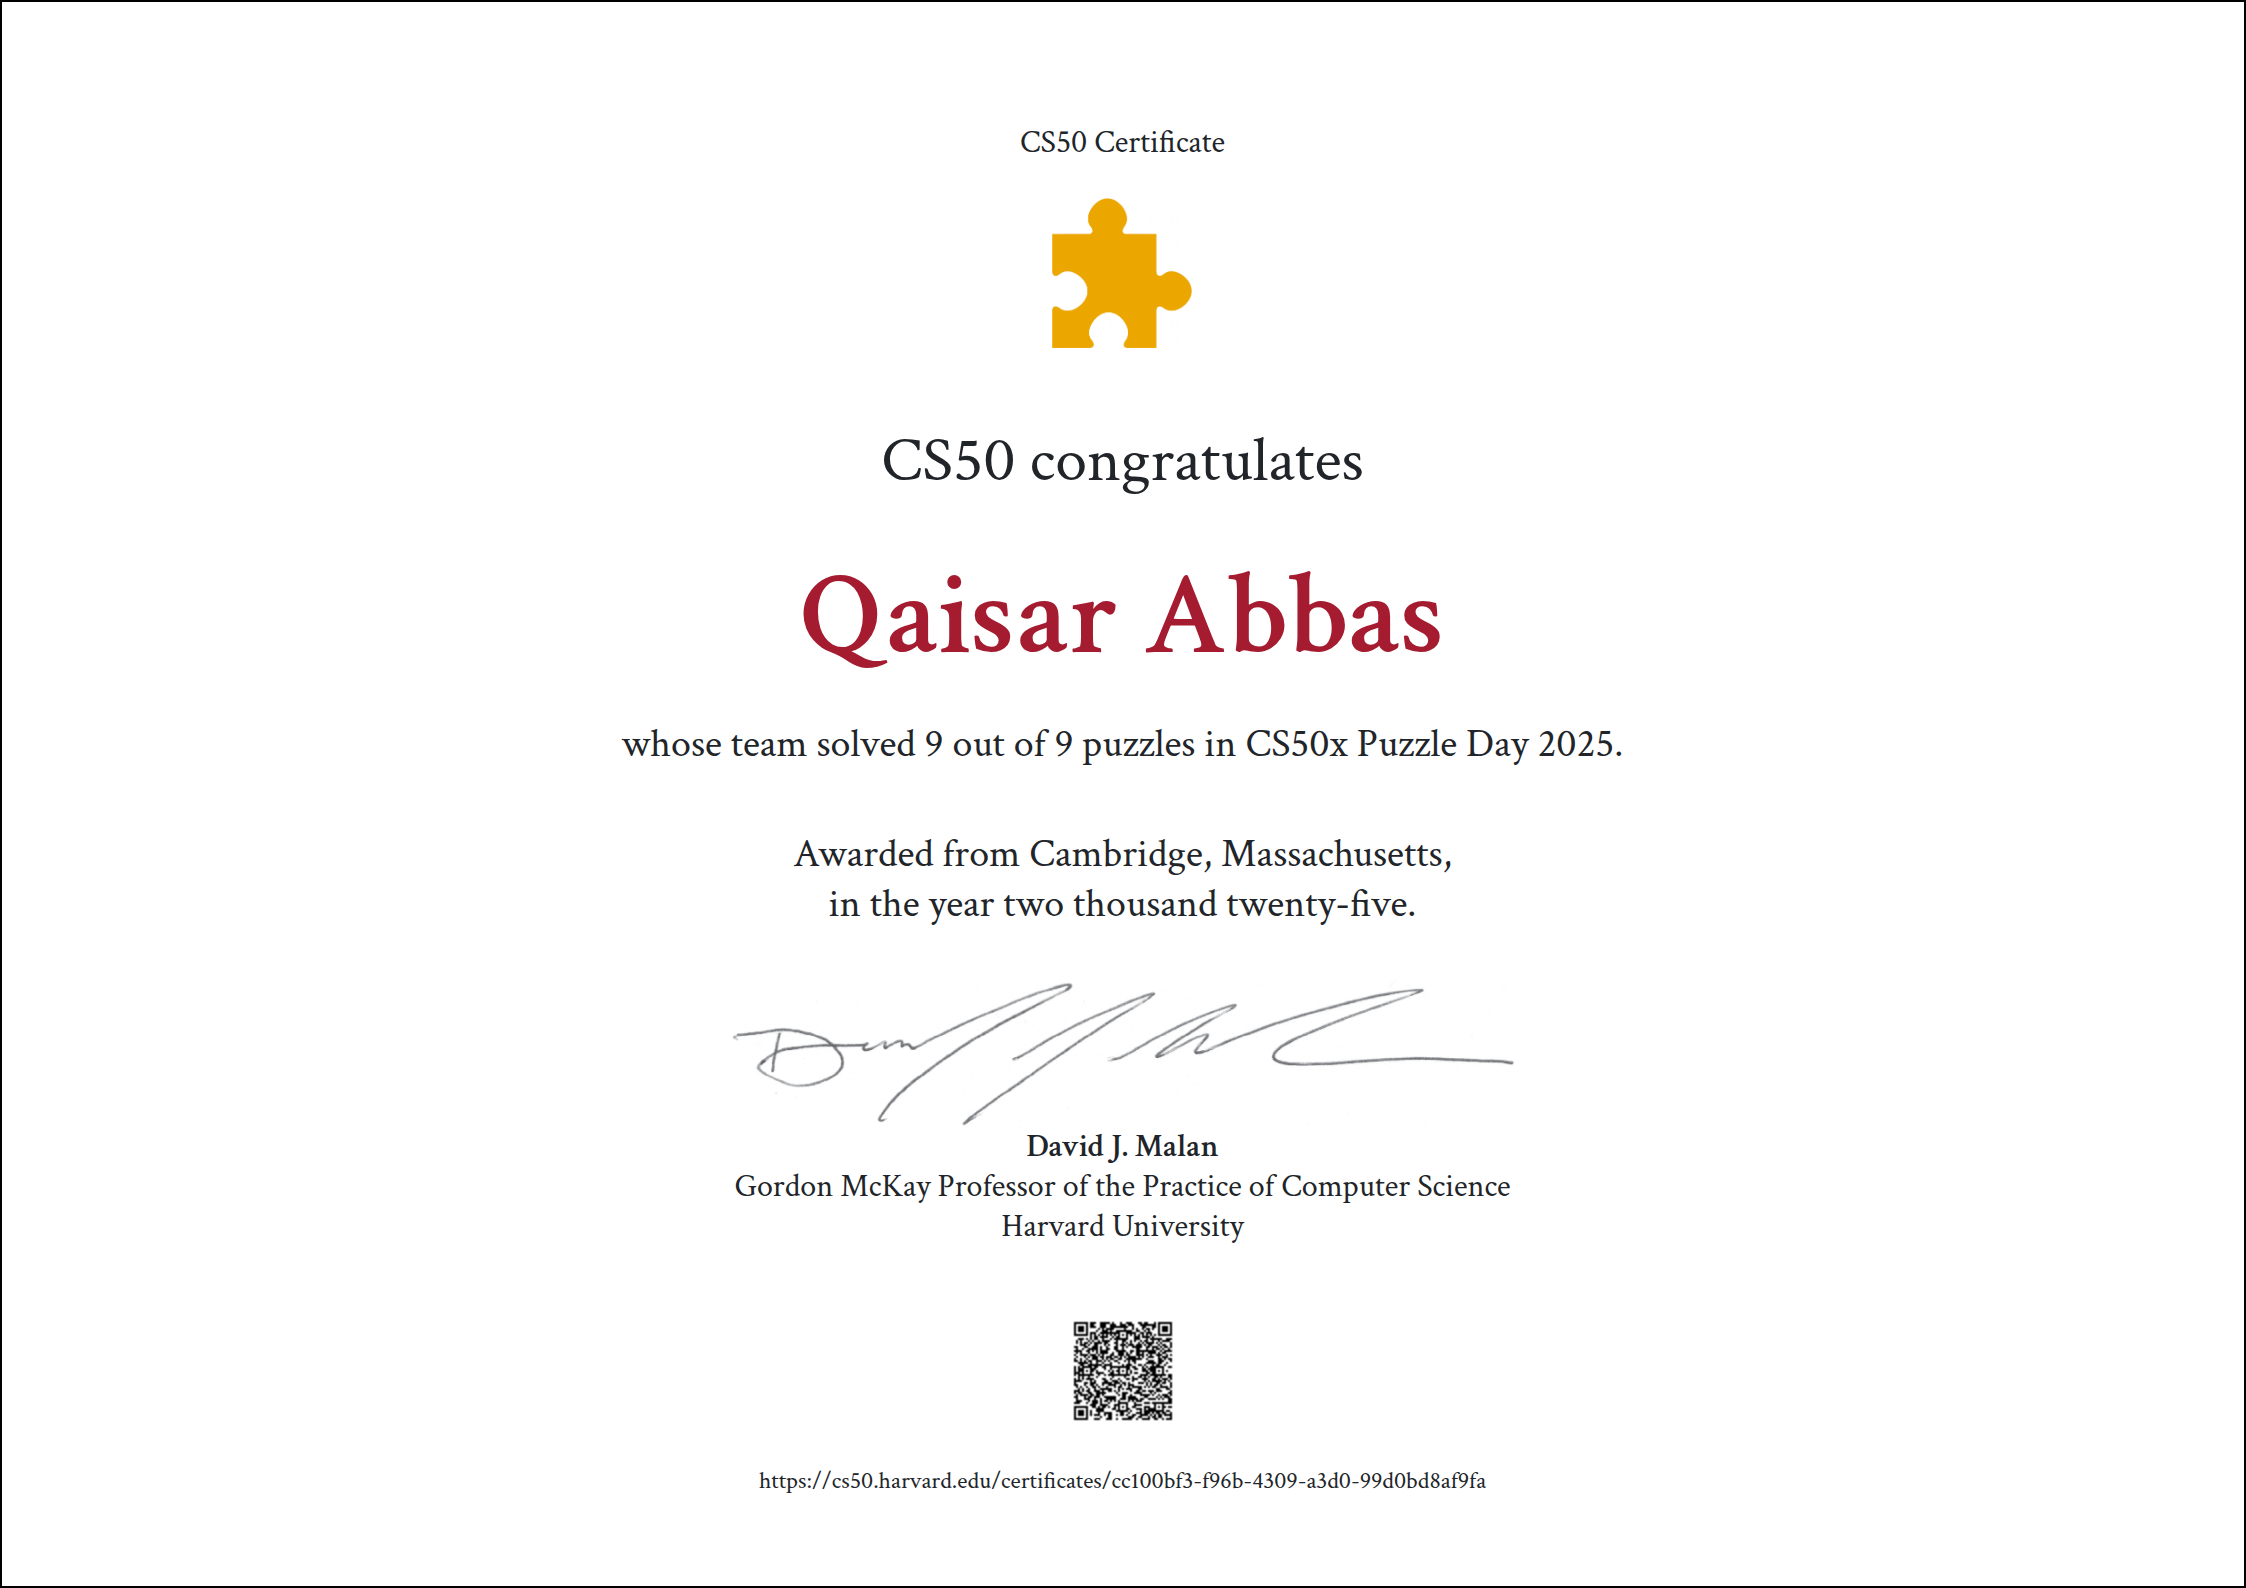 CS50 Certificate
CS50 congratulates
Qaisar Abbas
whose team solved 9 out of 9 puzzles in CS50x Puzzle Day 2025.
Awarded from Cambridge, Massachusetts,
in the year two thousand twenty-five.
David J. Malan
Gordon McKay Professor of the Practice of Computer Science
Harvard University
https://cs50.harvard.edu/certificates/cc100bf3-f96b-4309-a3d0-99d0bd8af9fa